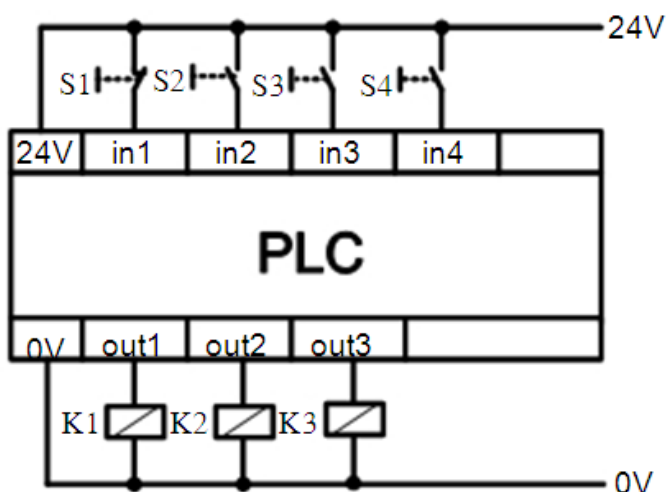 24V
S1 S2 S3 S4
24V in1 in2 in3 in4
PLC
0V out1 out2 out3
K1 K2 K3
0V